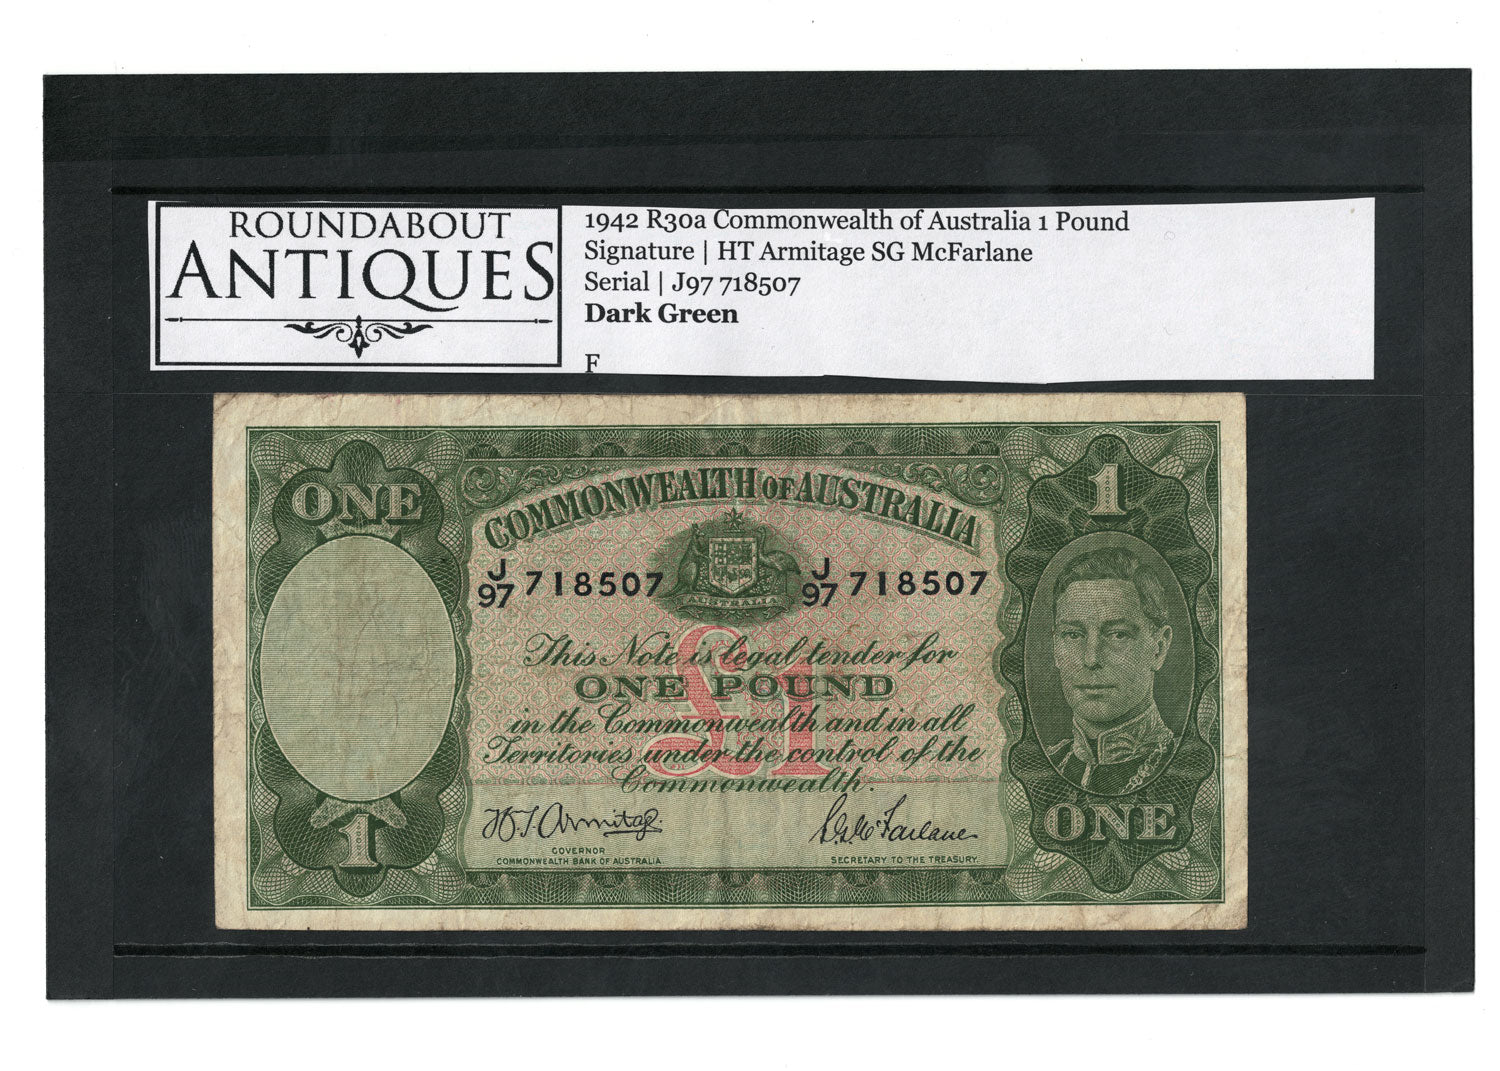 ROUNDABOUT
ANTIQUES
1942 R30a Commonwealth of Australia 1 Pound
Signature | HT Armitage SG McFarlane
Serial | J97 718507
Dark Green
F
ONE
COMMONWEALTH OF AUSTRALIA
1
J
97 718507
J
97 718507
AUSTRALIA
£1
This Note is legal tender for
ONE POUND
in the Commonwealth and in all
Territories under the control of the
Commonwealth.
1
ONE
H.T. Armitage.
GOVERNOR
COMMONWEALTH BANK OF AUSTRALIA.
S.G. McFarlane
SECRETARY TO THE TREASURY.